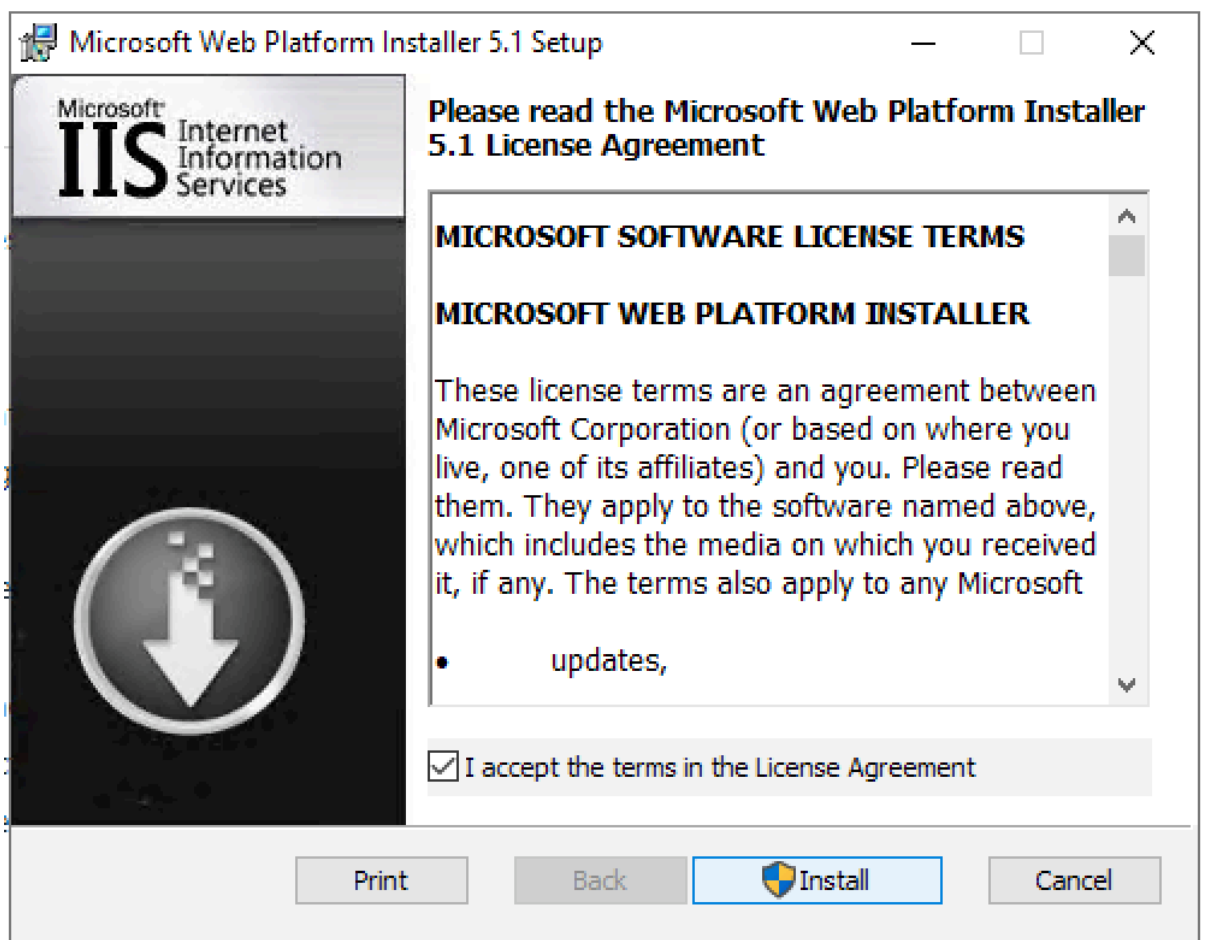 Microsoft Web Platform Installer 5.1 Setup
Microsoft
IIS Internet
Information
Services
Please read the Microsoft Web Platform Installer
5.1 License Agreement
MICROSOFT SOFTWARE LICENSE TERMS
MICROSOFT WEB PLATFORM INSTALLER
These license terms are an agreement between
Microsoft Corporation (or based on where you
live, one of its affiliates) and you. Please read
them. They apply to the software named above,
which includes the media on which you received
it, if any. The terms also apply to any Microsoft
• updates,
I accept the terms in the License Agreement
Print
Back
Install
Cancel